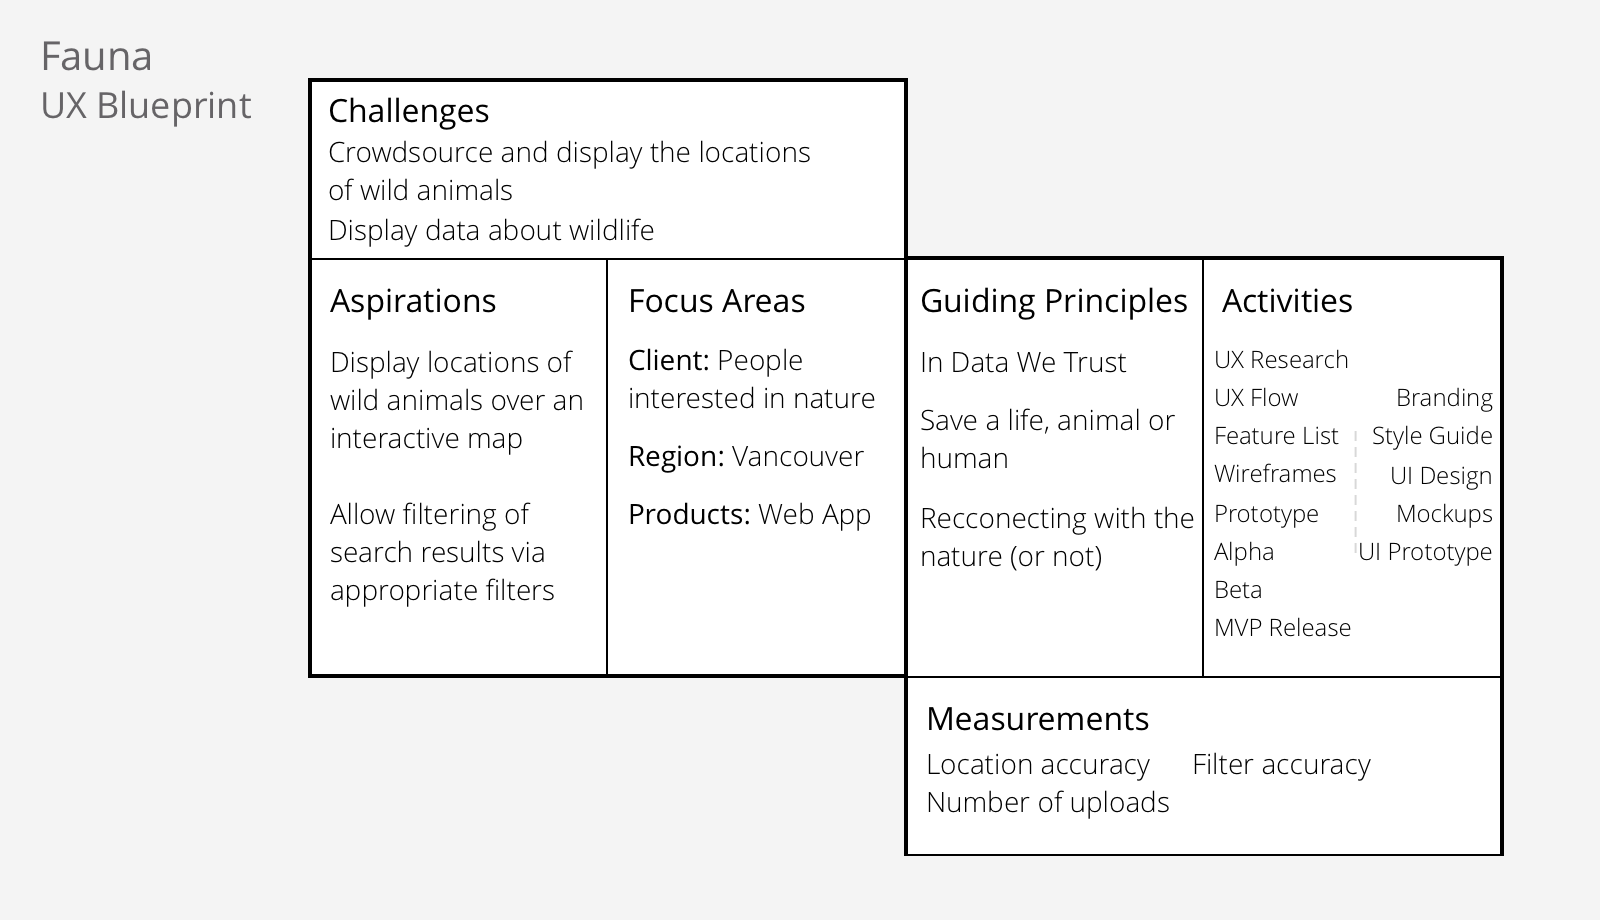 Fauna
UX Blueprint
Challenges
Crowdsource and display the locations
of wild animals
Display data about wildlife
Aspirations
Display locations of
wild animals over an
interactive map
Allow filtering of
search results via
appropriate filters
Focus Areas
Client: People
interested in nature
Region: Vancouver
Products: Web App
Guiding Principles
In Data We Trust
Save a life, animal or
human
Recconecting with the
nature (or not)
Activities
UX Research
UX Flow
Feature List
Wireframes
Prototype
Alpha
Beta
MVP Release
Branding
Style Guide
UI Design
Mockups
UI Prototype
Measurements
Location accuracy Filter accuracy
Number of uploads